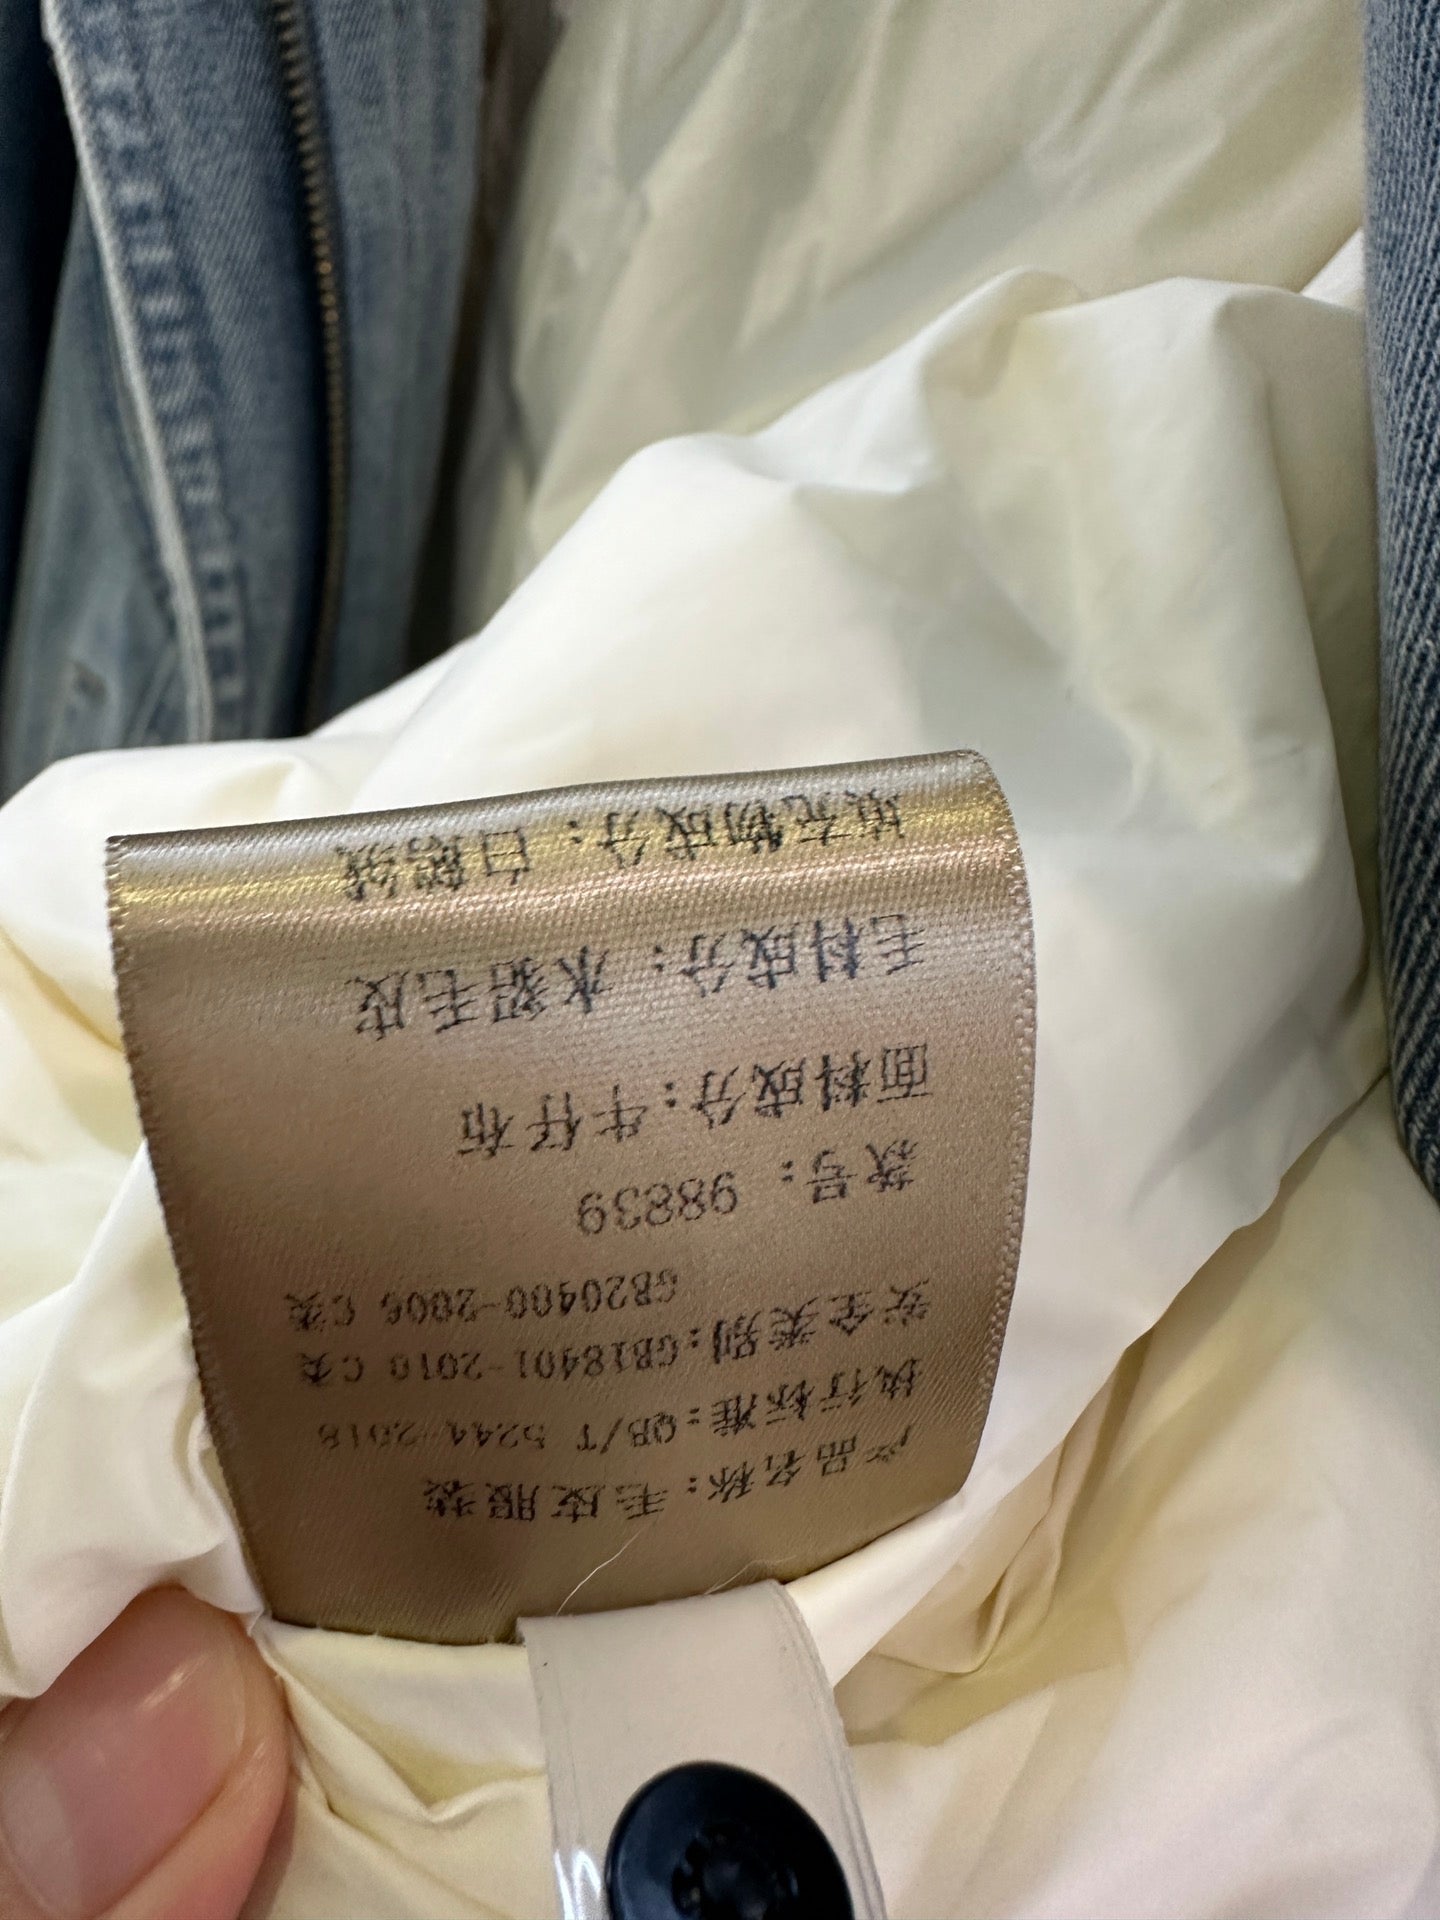 产品名称:毛皮服装
执行标准:QB/T 5244-2018
安全类别:GB18401-2010 C类
GB20400-2006 C类
款号: 98839
面料成分:牛仔布
毛料成分: 水貂毛皮
填充物成分: 白鹅绒